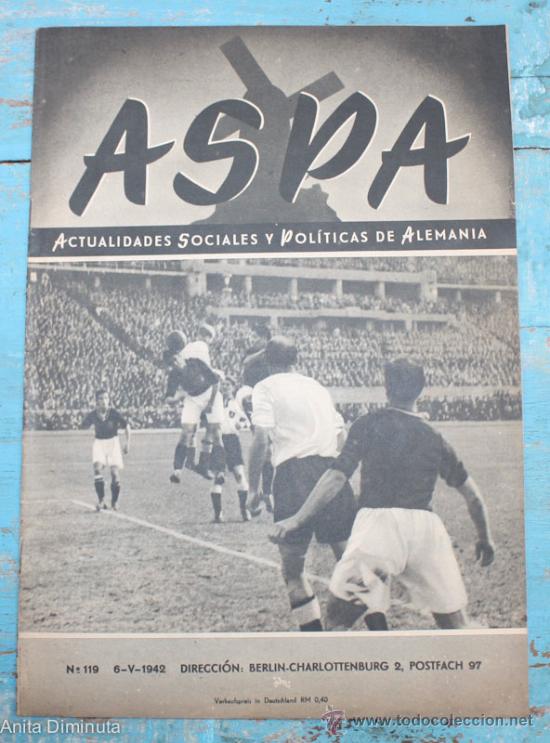 ASPA
ACTUALIDADES SOCIALES Y POLÍTICAS DE ALEMANIA
Nº 119 6-V-1942 DIRECCIÓN: BERLIN-CHARLOTTENBURG 2, POSTFACH 97
Verkaufspreis in Deutschland RM 0,40
Anita Diminuta
www.todocoleccion.net